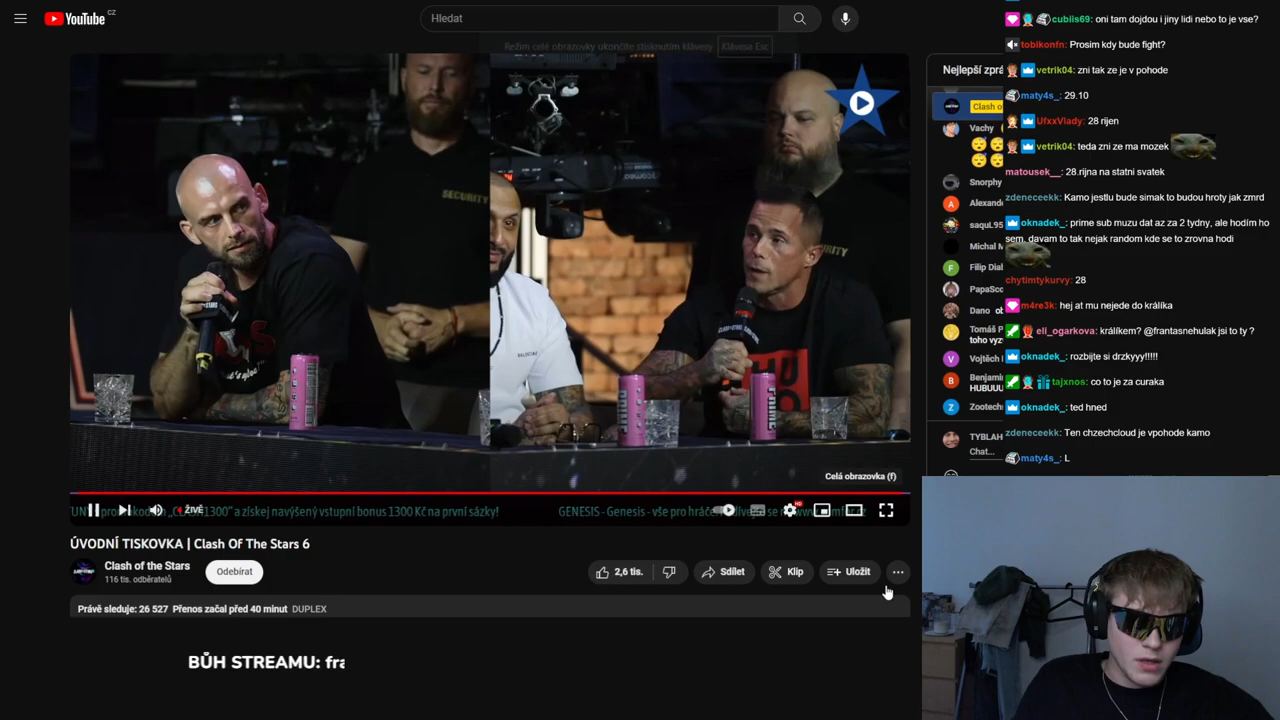 YouTube CZ
Hledat
Režim celé obrazovky ukončíte stisknutím klávesy Klávesa Esc
SECURITY
SECURITY
Celá obrazovka (f)
ŽIVĚ
1300" a získej navýšený vstupní bonus 1300 Kč na první sázky!
GENESIS - Genesis - vše pro hráče
ÚVODNÍ TISKOVKA | Clash Of The Stars 6
Clash of the Stars
116 tis. odběratelů
Odebírat
2,6 tis.
Sdílet
Klip
Uložit
Právě sleduje: 26 527 Přenos začal před 40 minut DUPLEX
BŮH STREAMU: fra
Nejlepší zprá
Clash o
Vachy
Snorphy
Alexand
saquL95
Michal M
Filip Dial
PapaSco
Dano ob
Tomáš F
toho vyz
Vojtěch
Benjami
HUBUUU
Zootech
TYBLAH
Chat...
cubiis69: oni tam dojdou i jiny lidi nebo to je vse?
tobikonfn: Prosim kdy bude fight?
vetrik04: zni tak ze je v pohode
maty4s_: 29.10
UfxxVlady: 28 rijen
vetrik04: teda zni ze ma mozek
matousek__: 28.rijna na statni svatek
zdeneceekk: Kamo jestlu bude simak to budou hroty jak zmrd
oknadek_: prime sub muzu dat az za 2 tydny, ale hodím ho
sem. davam to tak nejak random kde se to zrovna hodi
chytimtykurvy: 28
m4re3k: hej at mu nejede do králíka
eli_ogarkova: králíkem? @frantasnehulak jsi to ty ?
oknadek_: rozbijte si drzkyyy!!!!!
tajxnos: co to je za curaka
oknadek_: ted hned
zdeneceekk: Ten chzechcloud je vpohode kamo
maty4s_: L